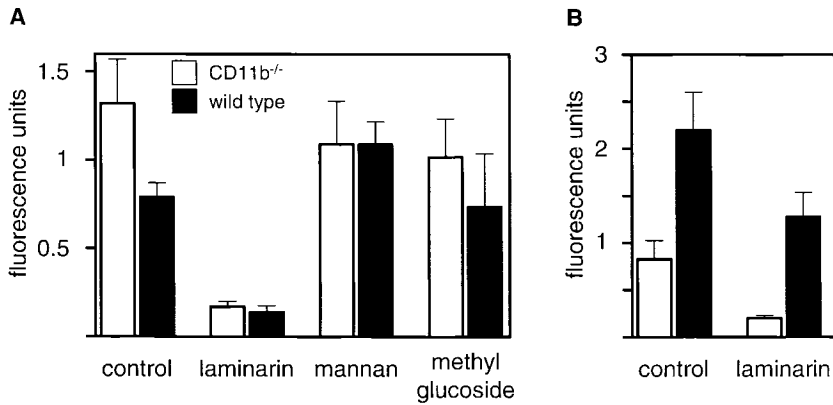 A
fluorescence units
1.5
1
0.5
CD11b-/-
wild type
control
laminarin
mannan
methyl
glucoside
B
fluorescence units
3
2
1
0
control
laminarin